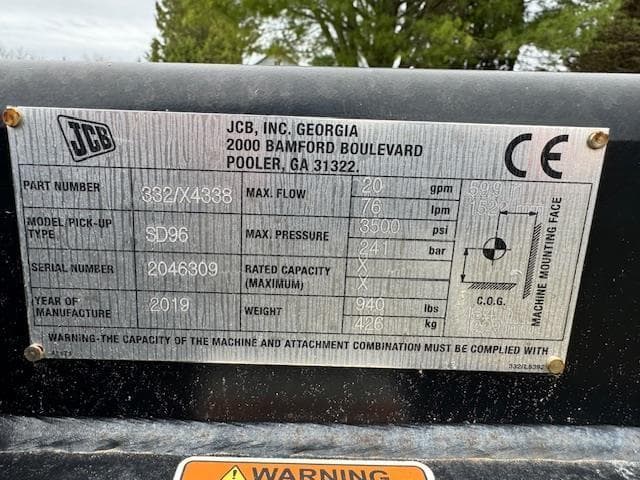 JCB
JCB, INC. GEORGIA
2000 BAMFORD BOULEVARD
POOLER, GA 31322.
CE
PART NUMBER 332/X4338
MODEL/PICK-UP TYPE SD96
SERIAL NUMBER 2046309
YEAR OF MANUFACTURE 2019
MAX. FLOW 20 gpm
76 lpm
MAX. PRESSURE 3500 psi
241 bar
RATED CAPACITY (MAXIMUM) X
X
WEIGHT 940 lbs
426 kg
C.O.G.
MACHINE MOUNTING FACE
WARNING-THE CAPACITY OF THE MACHINE AND ATTACHMENT COMBINATION MUST BE COMPLIED WITH
WARNING